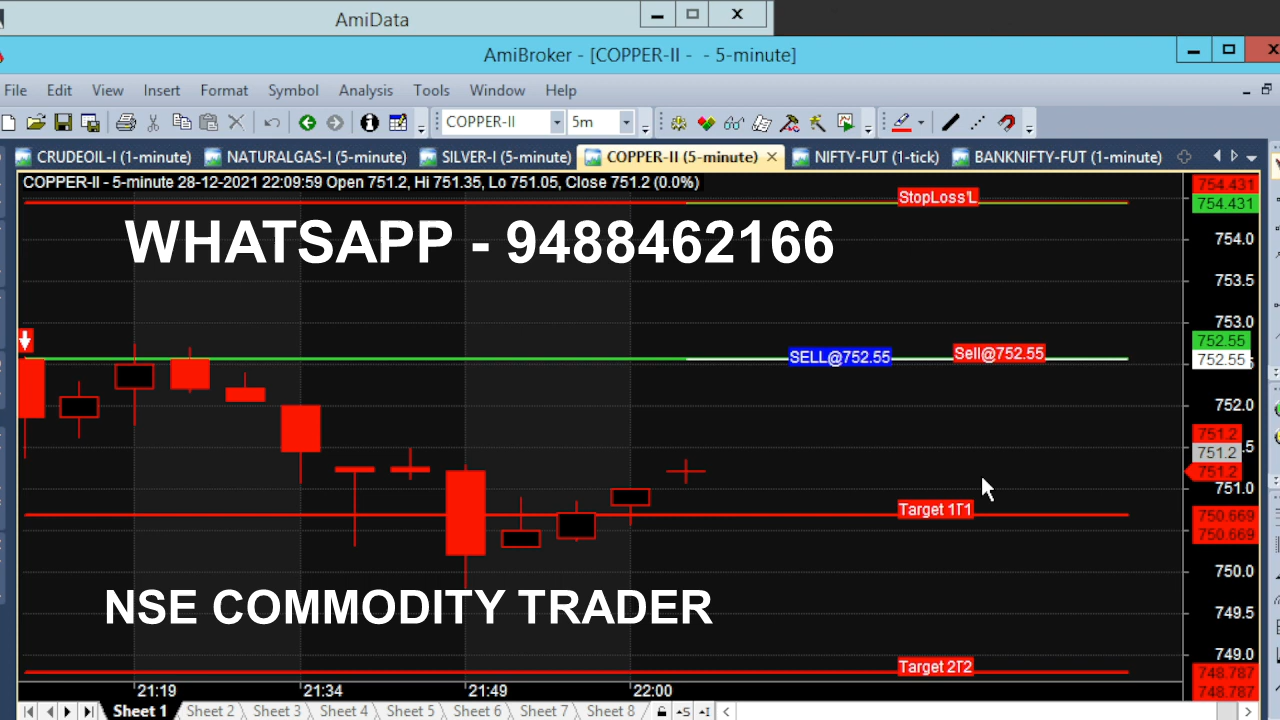 AmiData
AmiBroker - [COPPER-II - - 5-minute]
File Edit View Insert Format Symbol Analysis Tools Window Help
COPPER-II 5m
CRUDEOIL-I (1-minute) NATURALGAS-I (5-minute) SILVER-I (5-minute) COPPER-II (5-minute) NIFTY-FUT (1-tick) BANKNIFTY-FUT (1-minute)
COPPER-II - 5-minute 28-12-2021 22:09:59 Open 751.2, Hi 751.35, Lo 751.05, Close 751.2 (0.0%)
754.431
StopLoss'L
754.431
WHATSAPP - 9488462166
754.0
753.5
753.0
752.55
SELL@752.55 Sell@752.55
752.55
752.0
751.2
751.2 .5
751.2
751.0
Target 1
750.669
750.669
750.0
NSE COMMODITY TRADER
749.5
749.0
Target 2
748.787
748.787
21:19 21:34 21:49 22:00
Sheet 1 Sheet 2 Sheet 3 Sheet 4 Sheet 5 Sheet 6 Sheet 7 Sheet 8